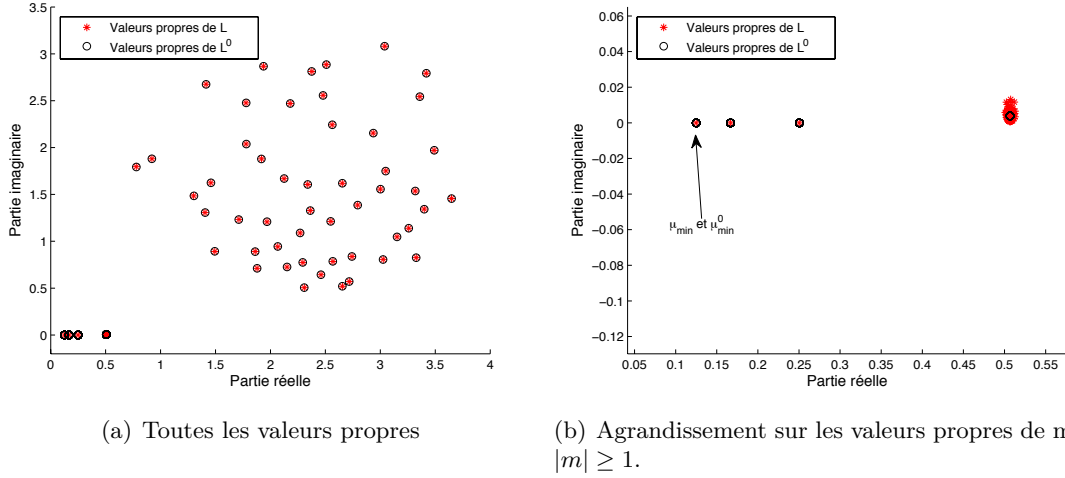 Valeurs propres de L
Valeurs propres de L⁰
Partie imaginaire
3.5
3
2.5
2
1.5
1
0.5
0
0 0.5 1 1.5 2 2.5 3 3.5 4
Partie réelle
(a) Toutes les valeurs propres
Valeurs propres de L
Valeurs propres de L⁰
Partie imaginaire
0.06
0.04
0.02
0
−0.02
−0.04
−0.06
−0.08
−0.1
−0.12
μmin et μ⁰min
0.05 0.1 0.15 0.2 0.25 0.3 0.35 0.4 0.45 0.5 0.55
Partie réelle
(b) Agrandissement sur les valeurs propres de m
|m| ≥ 1.